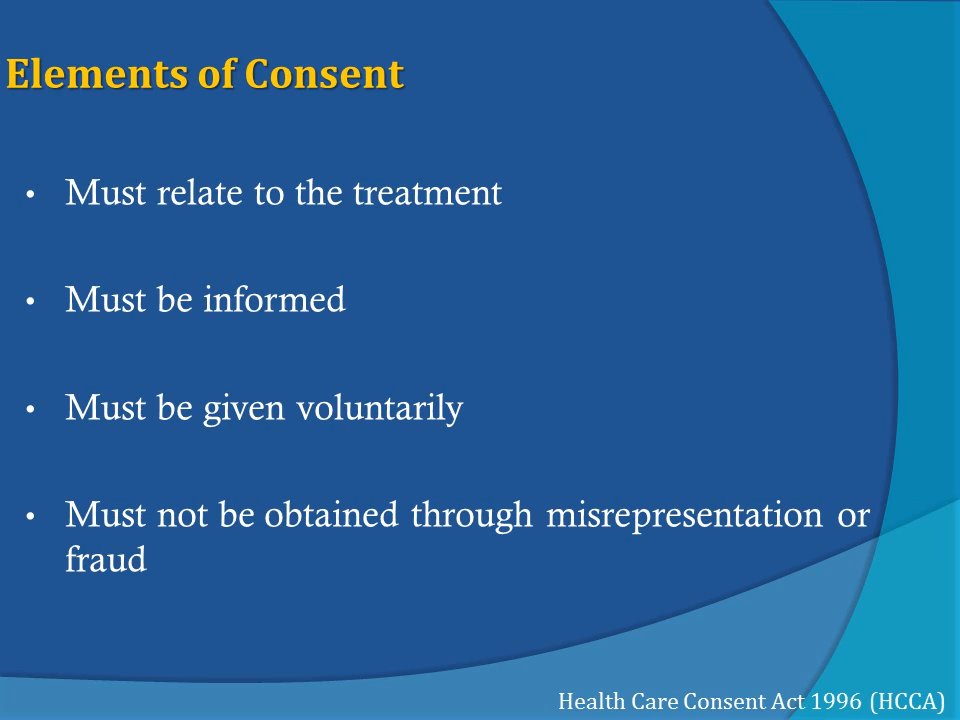 Elements of Consent
• Must relate to the treatment
• Must be informed
• Must be given voluntarily
• Must not be obtained through misrepresentation or
fraud
Health Care Consent Act 1996 (HCCA)